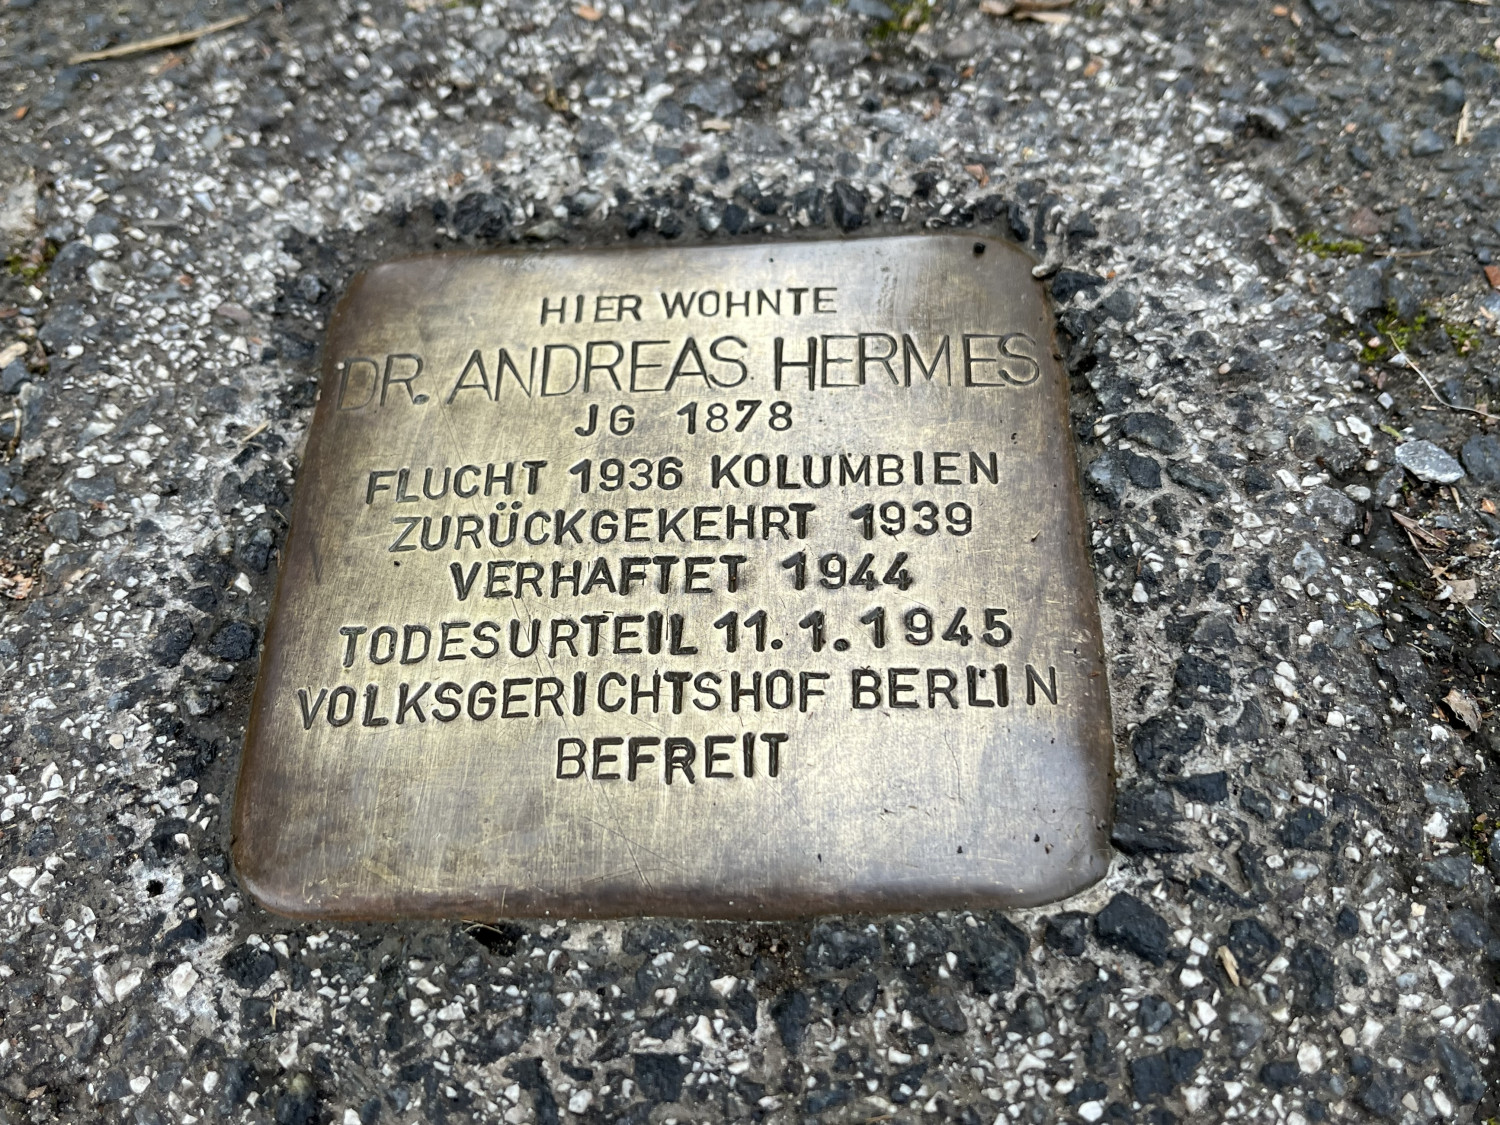 HIER WOHNTE
DR. ANDREAS HERMES
JG 1878
FLUCHT 1936 KOLUMBIEN
ZURÜCKGEKEHRT 1939
VERHAFTET 1944
TODESURTEIL 11.1.1945
VOLKSGERICHTSHOF BERLIN
BEFREIT